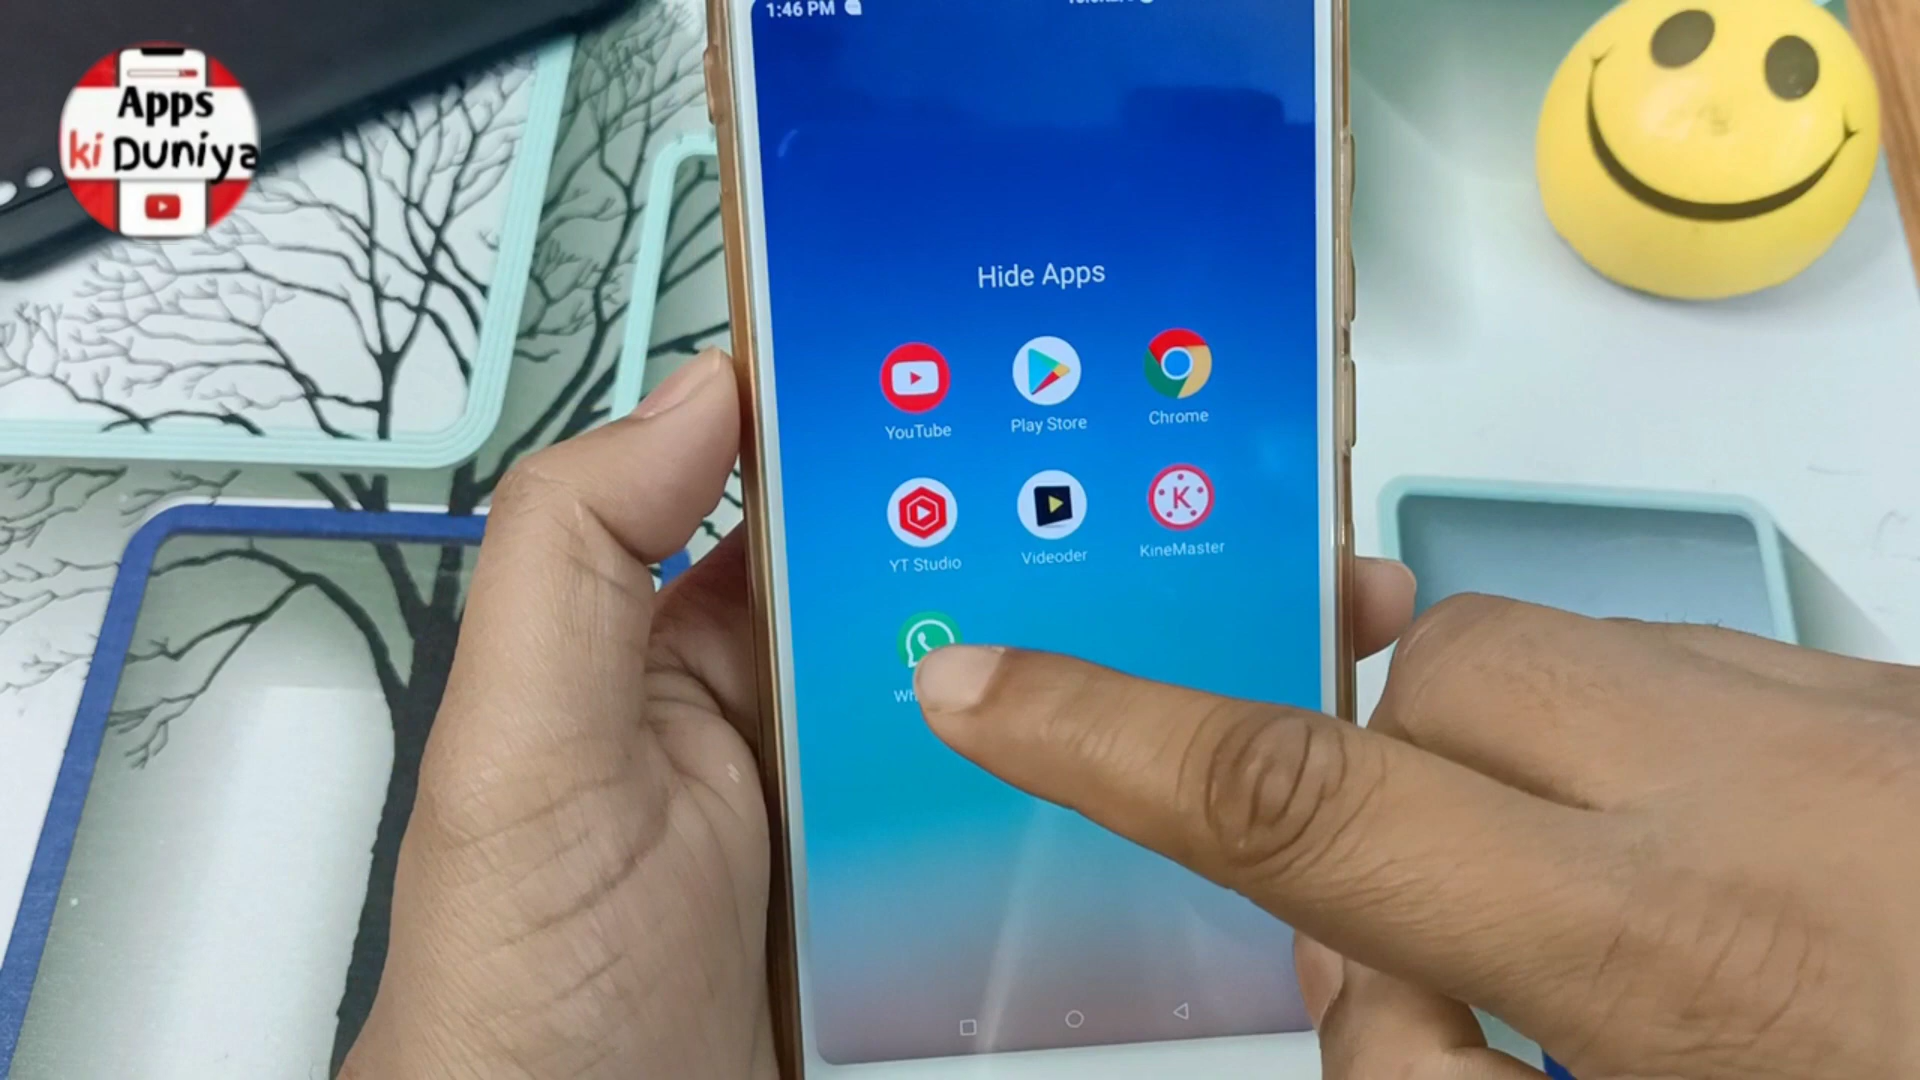 Apps
ki Duniya
1:46 PM
Hide Apps
YouTube
Play Store
Chrome
YT Studio
Videoder
KineMaster
K